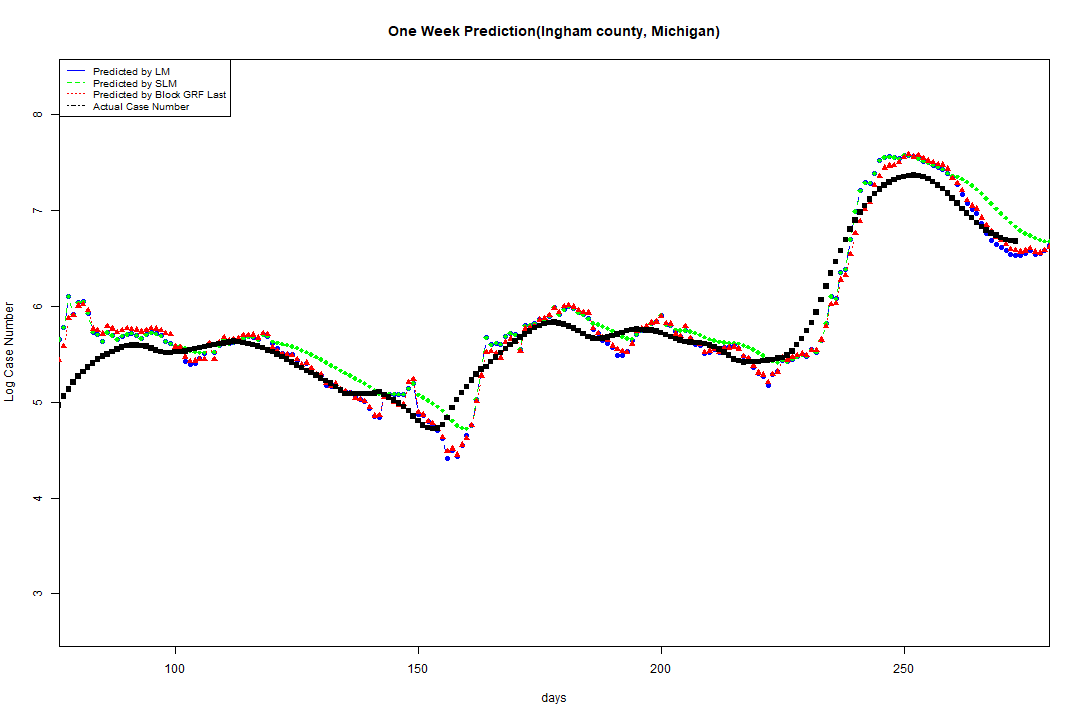 One Week Prediction(Ingham county, Michigan)
Predicted by LM
Predicted by SLM
Predicted by Block GRF Last
Actual Case Number
Log Case Number
8
7
6
5
4
3
100 150 200 250
days